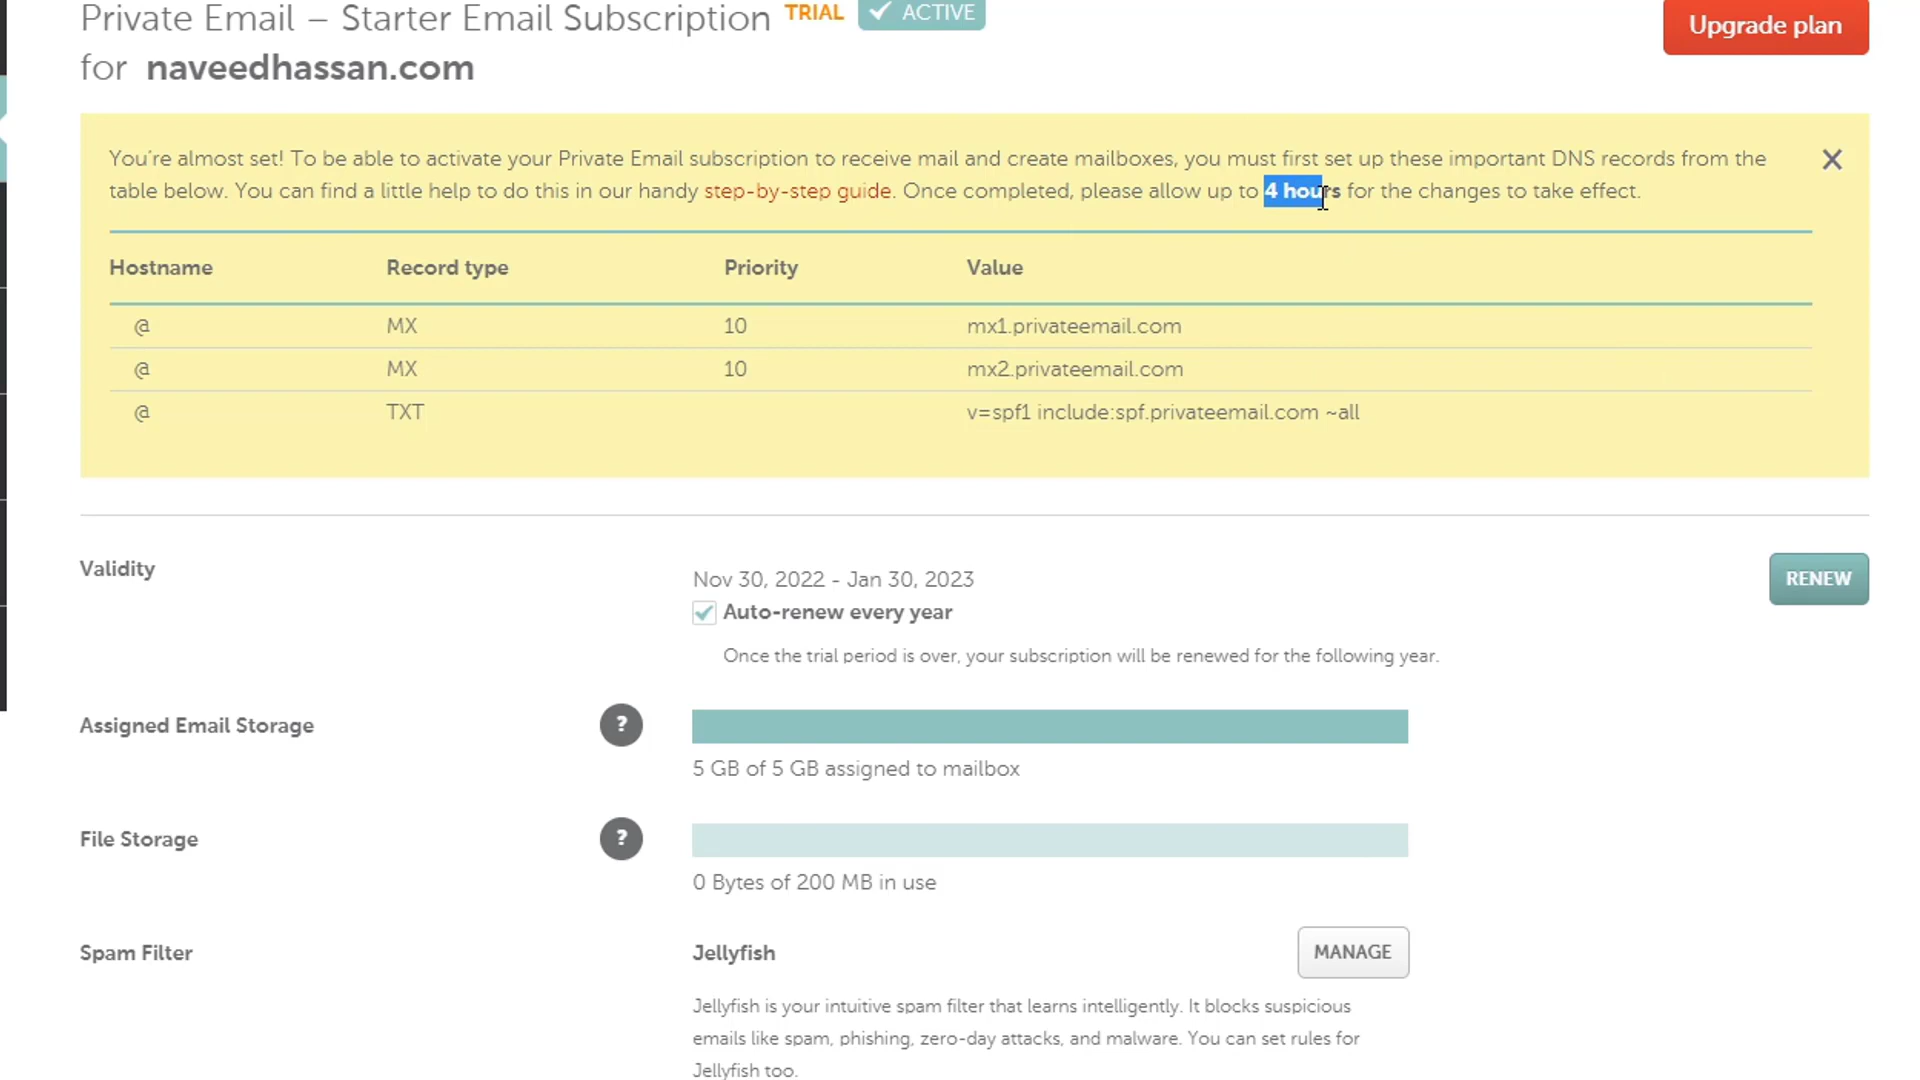 Private Email – Starter Email Subscription TRIAL ACTIVE
Upgrade plan
for naveedhassan.com
You're almost set! To be able to activate your Private Email subscription to receive mail and create mailboxes, you must first set up these important DNS records from the
table below. You can find a little help to do this in our handy step-by-step guide. Once completed, please allow up to 4 hours for the changes to take effect.
Hostname Record type Priority Value
@ MX 10 mx1.privateemail.com
@ MX 10 mx2.privateemail.com
@ TXT v=spf1 include:spf.privateemail.com ~all
Validity
Nov 30, 2022 - Jan 30, 2023
RENEW
Auto-renew every year
Once the trial period is over, your subscription will be renewed for the following year.
Assigned Email Storage ?
5 GB of 5 GB assigned to mailbox
File Storage ?
0 Bytes of 200 MB in use
Spam Filter Jellyfish MANAGE
Jellyfish is your intuitive spam filter that learns intelligently. It blocks suspicious
emails like spam, phishing, zero-day attacks, and malware. You can set rules for
Jellyfish too.